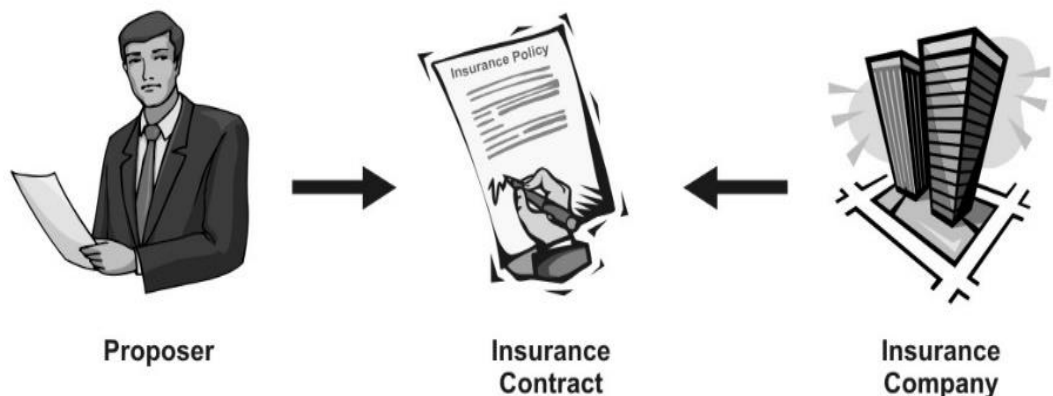 Insurance Policy
Proposer
Insurance
Contract
Insurance
Company